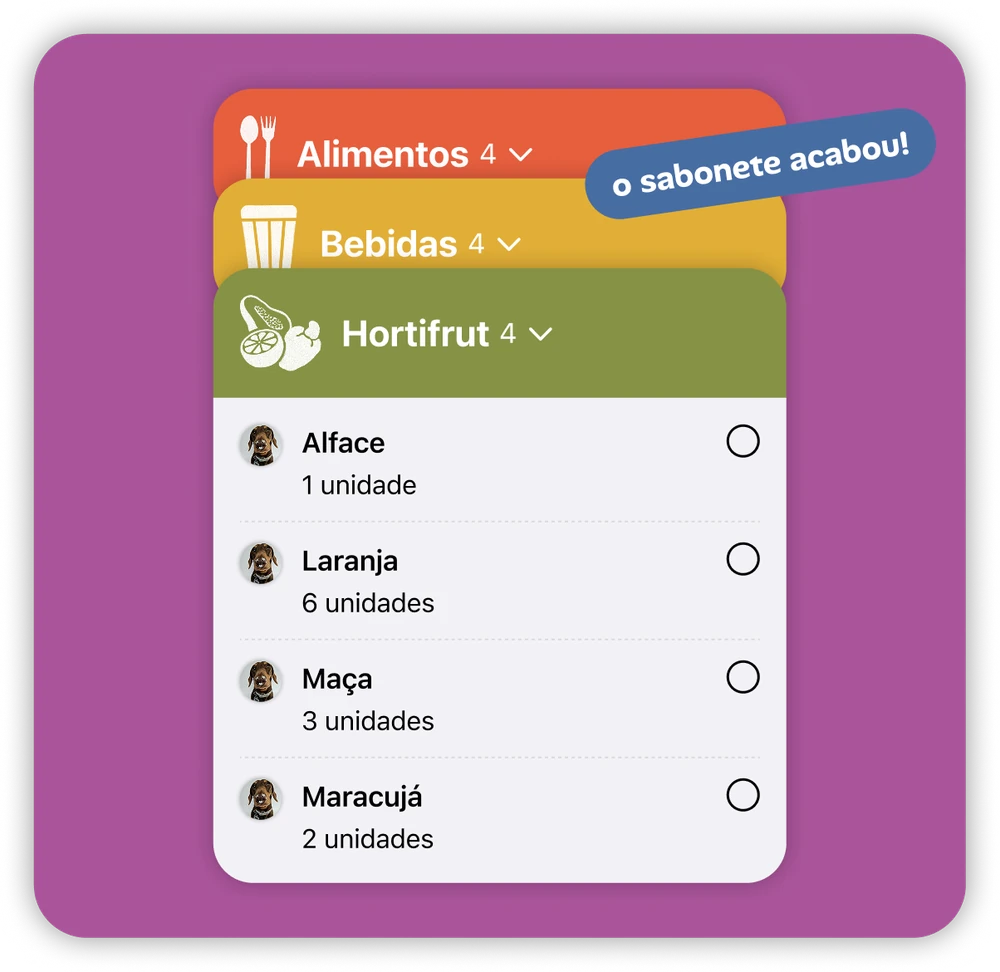 Alimentos 4
o sabonete acabou!
Bebidas 4
Hortifrut 4
Alface
1 unidade
Laranja
6 unidades
Maça
3 unidades
Maracujá
2 unidades